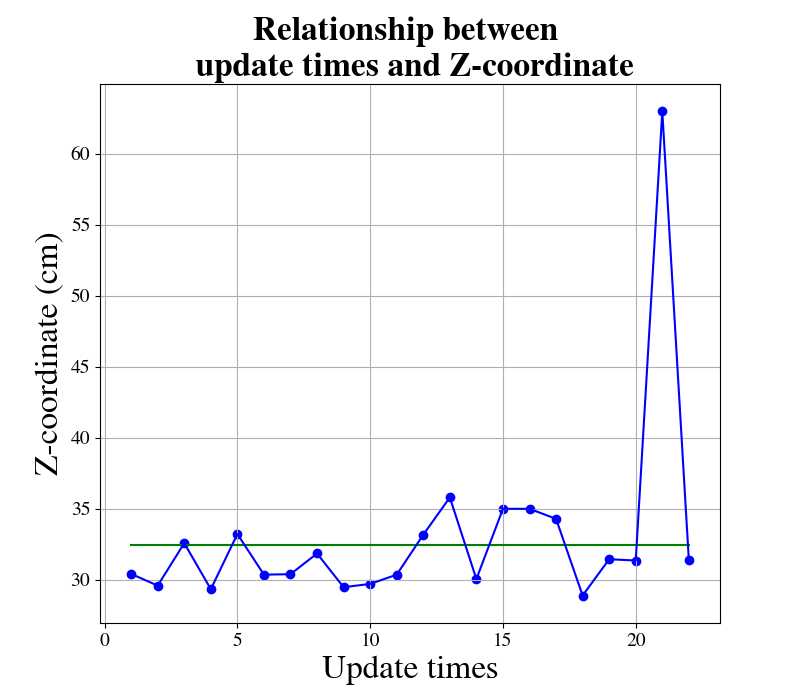 Relationship between
update times and Z-coordinate
Z-coordinate (cm)
60
55
50
45
40
35
30
0 5 10 15 20
Update times